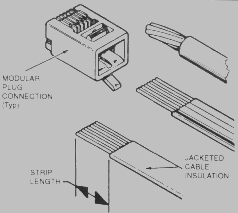 MODULAR
PLUG
CONNECTION
(Typ)
JACKETED
CABLE
INSULATION
STRIP
LENGTH